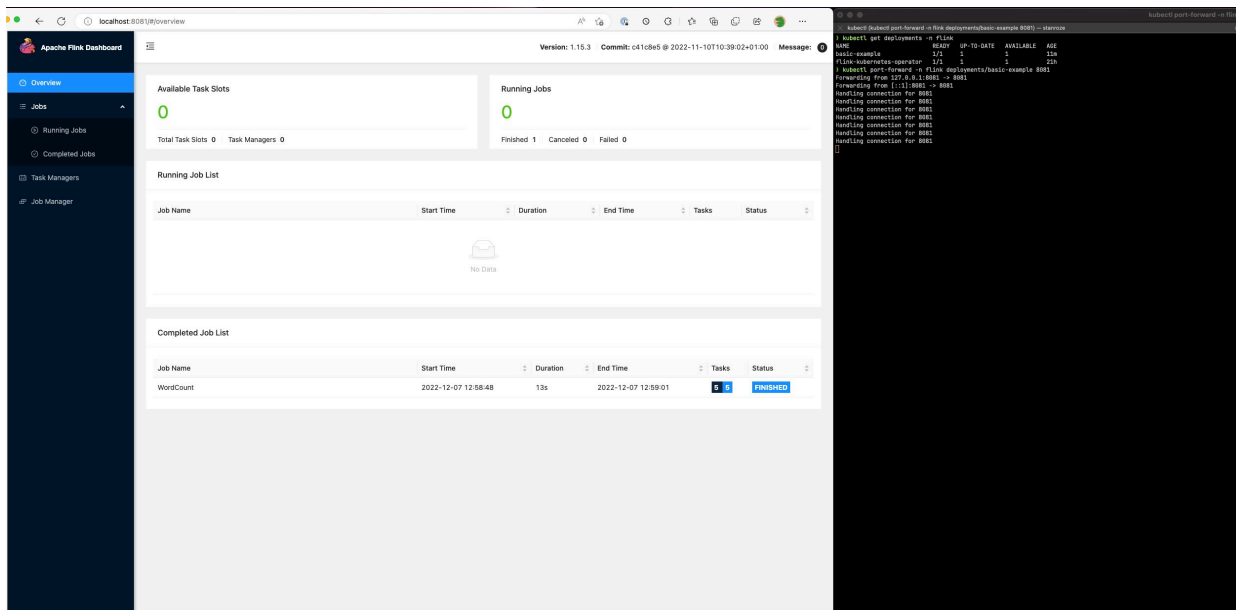 localhost:8081/#/overview
Apache Flink Dashboard
Version: 1.15.3 Commit: c41c8e5 @ 2022-11-10T10:39:02+01:00 Message: 0
Overview
Jobs
Running Jobs
Completed Jobs
Task Managers
Job Manager
Available Task Slots
0
Total Task Slots 0 Task Managers 0
Running Jobs
0
Finished 1 Canceled 0 Failed 0
Running Job List
Job Name Start Time Duration End Time Tasks Status
No Data
Completed Job List
Job Name Start Time Duration End Time Tasks Status
WordCount 2022-12-07 12:58:48 13s 2022-12-07 12:59:01 5 5 FINISHED
kubectl port-forward -n flin
kubectl (kubectl port-forward -n flink deployments/basic-example 8081) — stanroze
) kubectl get deployments -n flink
NAME READY UP-TO-DATE AVAILABLE AGE
basic-example 1/1 1 1 11m
flink-kubernetes-operator 1/1 1 1 21h
) kubectl port-forward -n flink deployments/basic-example 8081
Forwarding from 127.0.0.1:8081 -> 8081
Forwarding from [::1]:8081 -> 8081
Handling connection for 8081
Handling connection for 8081
Handling connection for 8081
Handling connection for 8081
Handling connection for 8081
Handling connection for 8081
Handling connection for 8081